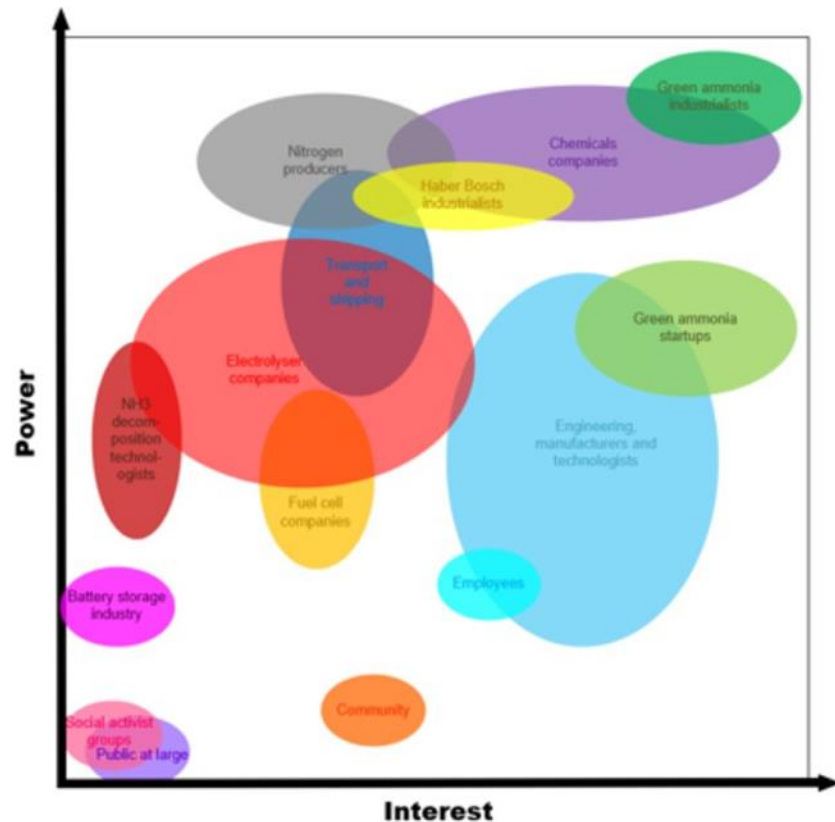 Green ammonia
industrialists
Nitrogen
producers
Chemicals
companies
Haber Bosch
industrialists
Transport
and
shipping
Green ammonia
startups
Electrolyser
companies
NH3
decom-
position
technol-
ogists
Engineering,
manufacturers and
technologists
Fuel cell
companies
Employees
Battery storage
industry
Community
Social activist
groups
Public at large
Power
Interest